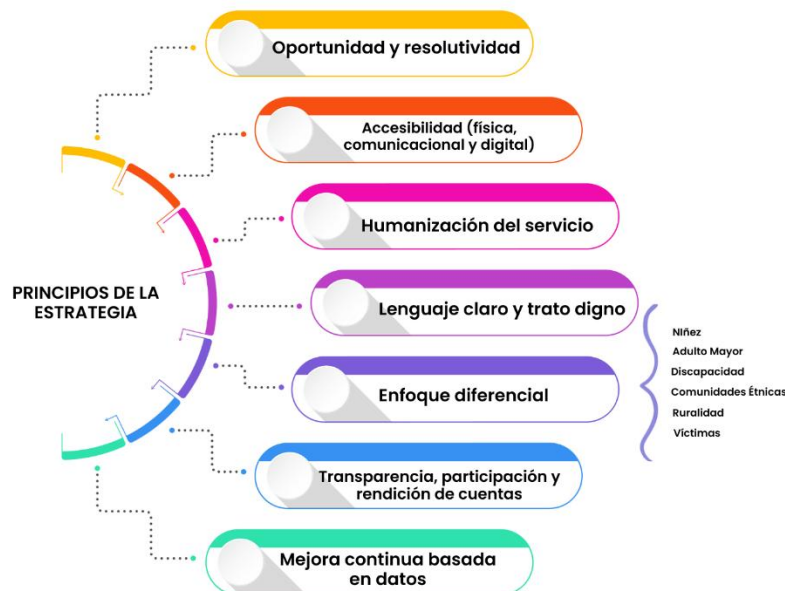 Oportunidad y resolutividad
Accesibilidad (física,
comunicacional y digital)
Humanización del servicio
PRINCIPIOS DE LA
ESTRATEGIA
Lenguaje claro y trato digno
Enfoque diferencial
Niñez
Adulto Mayor
Discapacidad
Comunidades Étnicas
Ruralidad
Víctimas
Transparencia, participación y
rendición de cuentas
Mejora continua basada
en datos